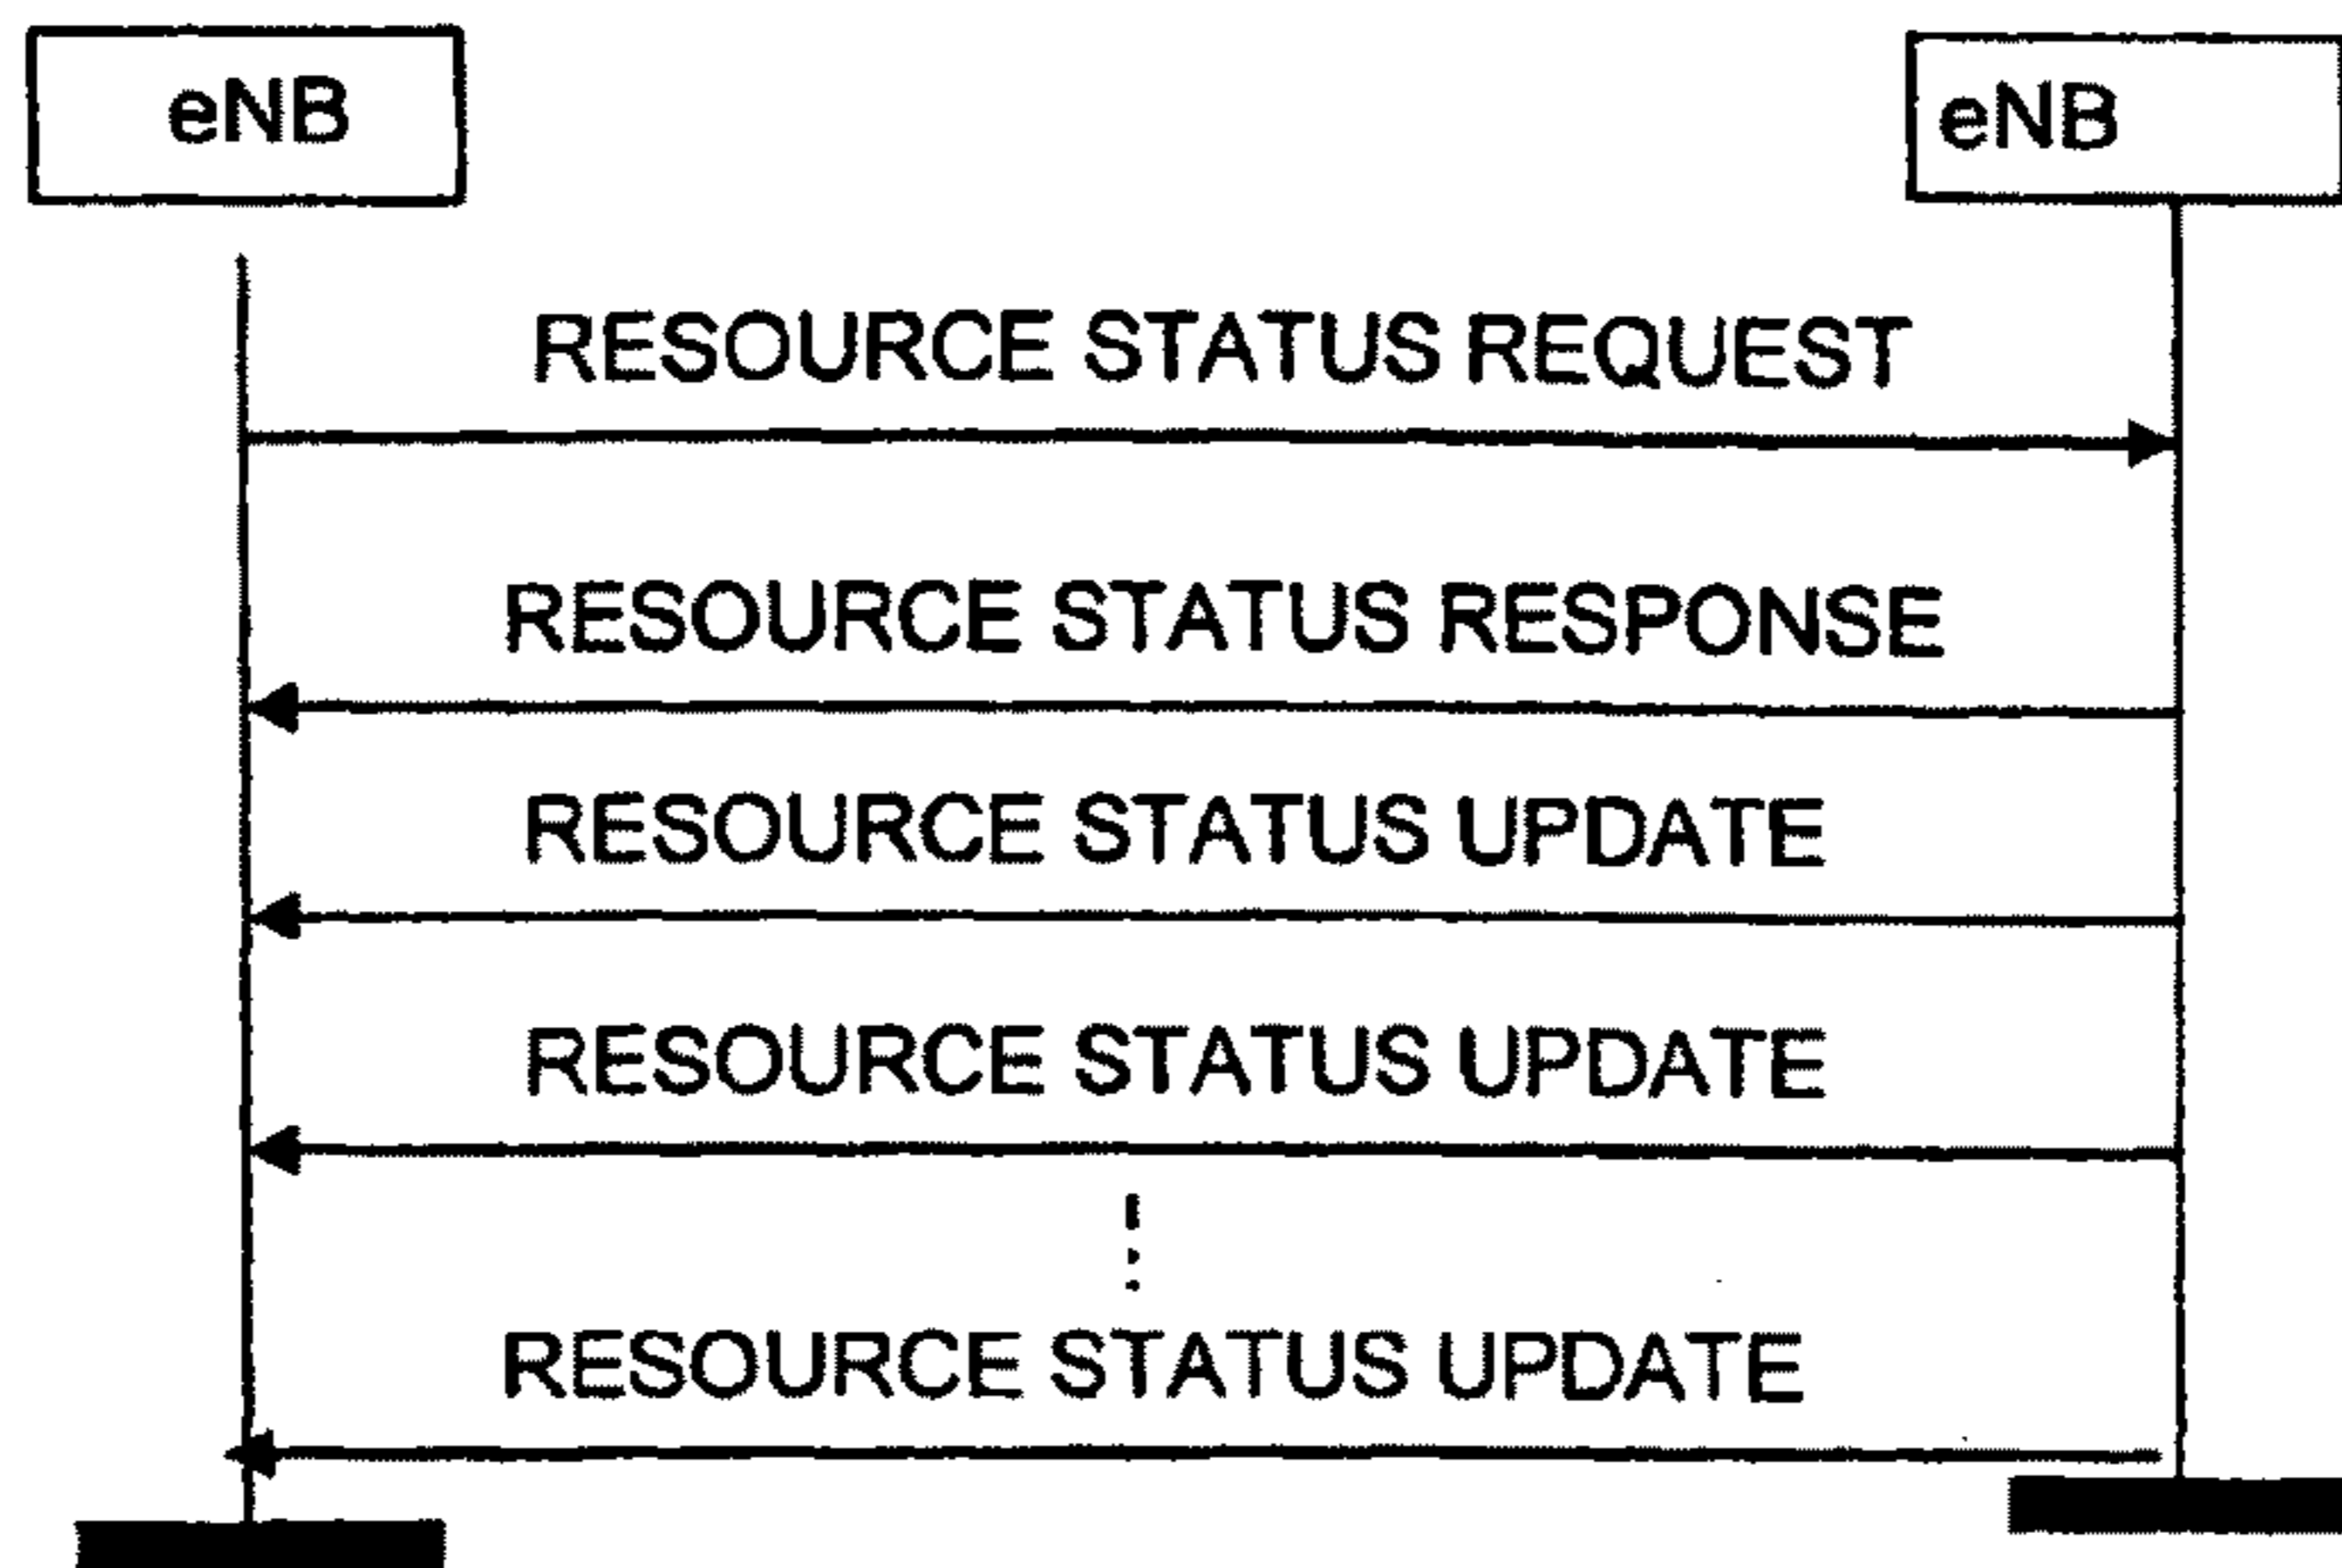 eNB
eNB
RESOURCE STATUS REQUEST
RESOURCE STATUS RESPONSE
RESOURCE STATUS UPDATE
RESOURCE STATUS UPDATE
RESOURCE STATUS UPDATE